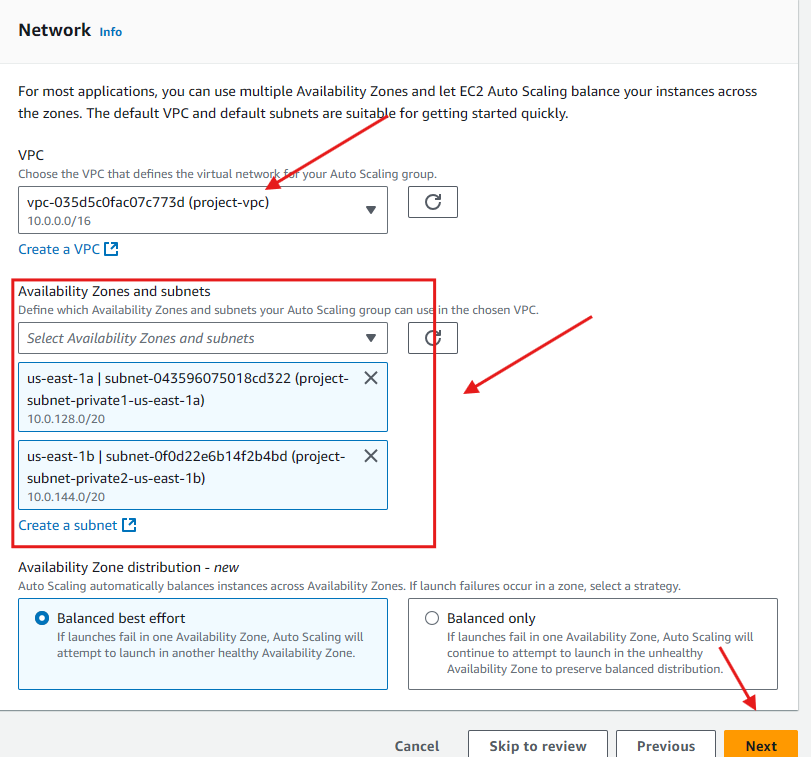 Network Info
For most applications, you can use multiple Availability Zones and let EC2 Auto Scaling balance your instances across
the zones. The default VPC and default subnets are suitable for getting started quickly.
VPC
Choose the VPC that defines the virtual network for your Auto Scaling group.
vpc-035d5c0fac07c773d (project-vpc)
10.0.0.0/16
Create a VPC
Availability Zones and subnets
Define which Availability Zones and subnets your Auto Scaling group can use in the chosen VPC.
Select Availability Zones and subnets
us-east-1a | subnet-043596075018cd322 (project-
subnet-private1-us-east-1a)
10.0.128.0/20
us-east-1b | subnet-0f0d22e6b14f2b4bd (project-
subnet-private2-us-east-1b)
10.0.144.0/20
Create a subnet
Availability Zone distribution - new
Auto Scaling automatically balances instances across Availability Zones. If launch failures occur in a zone, select a strategy.
Balanced best effort
If launches fail in one Availability Zone, Auto Scaling will
attempt to launch in another healthy Availability Zone.
Balanced only
If launches fail in one Availability Zone, Auto Scaling will
continue to attempt to launch in the unhealthy
Availability Zone to preserve balanced distribution.
Cancel Skip to review Previous Next